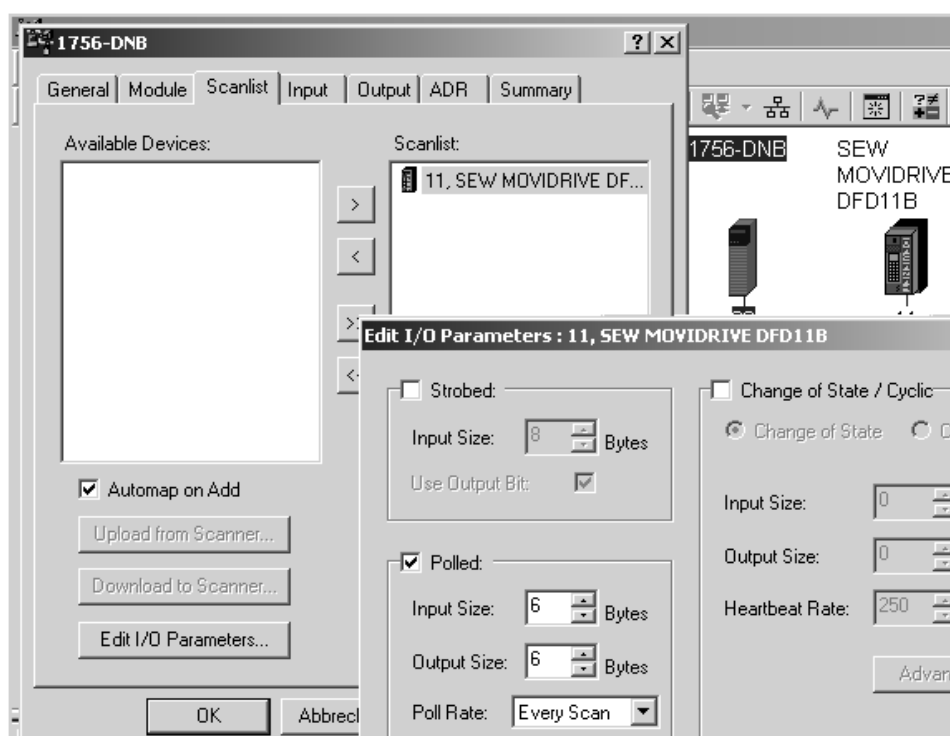 1756-DNB
General Module Scanlist Input Output ADR Summary
Available Devices:
Scanlist:
11, SEW MOVIDRIVE DF...
>
<
Automap on Add
Upload from Scanner...
Download to Scanner...
Edit I/O Parameters...
OK
1756-DNB
SEW
MOVIDRIVE
DFD11B
Edit I/O Parameters : 11, SEW MOVIDRIVE DFD11B
Strobed:
Input Size: 8 Bytes
Use Output Bit:
Polled:
Input Size: 6 Bytes
Output Size: 6 Bytes
Poll Rate: Every Scan
Change of State / Cyclic
Change of State
Input Size: 0
Output Size: 0
Heartbeat Rate: 250